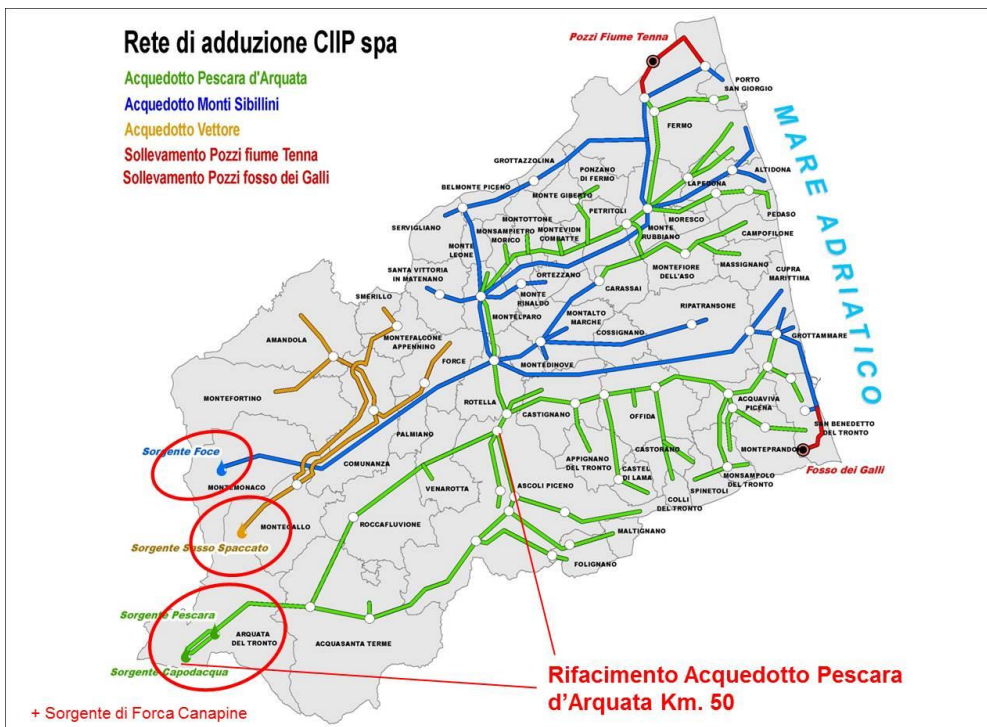 Rete di adduzione CIIP spa
Acquedotto Pescara d'Arquata
Acquedotto Monti Sibillini
Acquedotto Vettore
Sollevamento Pozzi fiume Tenna
Sollevamento Pozzi fosso dei Galli
Pozzi Fiume Tenna
PORTO
SAN GIORGIO
MARE ADRIATICO
FERMO
GROTTAZZOLINA
PONZANO
DI FERMO
ALTIDONA
LAPEDONA
BELMONTE PICENO
MONTE GIBERTO
PETRITOLI
MORESCO
PEDASO
SERVIGLIANO
MONTOTTONE
MONSAMPIETRO
MORICO
MONTEVIDN
COMBATTE
MONTE
RUBBIANO
CAMPOFILONE
MONTE
LEONE
MASSIGNANO
SANTA VITTORIA
IN MATENANO
ORTEZZANO
MONTEFIORE
DELL'ASO
CUPRA
MARITTIMA
CARASSAI
SMERILLO
MONTE
RINALDO
RIPATRANSONE
MONTELPARO
MONTALTO
MARCHE
COSSIGNANO
GROTTAMMARE
AMANDOLA
MONTEFALCONE
APPENNINO
FORCE
MONTEDINOVE
MONTEFORTINO
ROTELLA
CASTIGNANO
OFFIDA
ACQUAVIVA
PICENA
SAN BENEDETTO
DEL TRONTO
PALMIANO
Sorgente Foce
COMUNANZA
MONTEPRANDONE
Fosso dei Galli
MONTEMONACO
VENAROTTA
APPIGNANO
DEL TRONTO
CASTEL
DI LAMA
CASTORANO
MONSAMPOLO
DEL TRONTO
ASCOLI PICENO
COLLI
DEL TRONTO
SPINETOLI
MONTEGALLO
ROCCAFLUVIONE
Sorgente Sasso Spaccato
MALTIGNANO
FOLIGNANO
Sorgente Pescara
ARQUATA
DEL TRONTO
ACQUASANTA TERME
Sorgente Capodacqua
Rifacimento Acquedotto Pescara
d'Arquata Km. 50
+ Sorgente di Forca Canapine